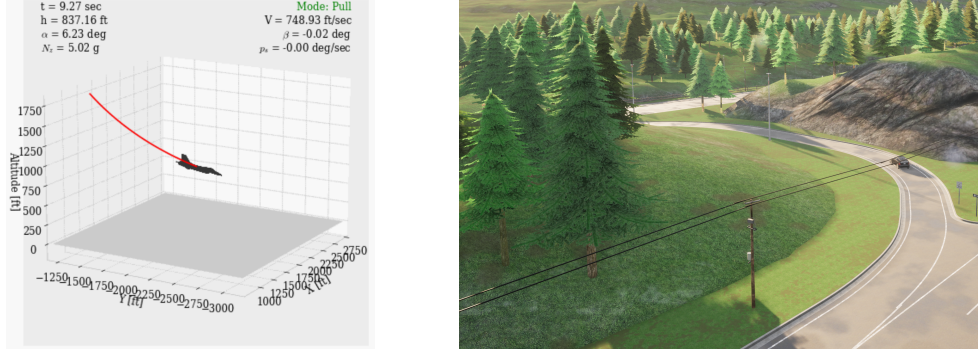 t = 9.27 sec
h = 837.16 ft
α = 6.23 deg
N_z = 5.02 g
Mode: Pull
V = 748.93 ft/sec
β = -0.02 deg
p_s = -0.00 deg/sec
Altitude [ft]
1750
1500
1250
1000
750
500
250
0
−1250
−1500
−1750
−2000
−2250
−2500
−2750
−3000
Y [ft]
1000
1250
1500
1750
2000
2250
2500
2750
X [ft]